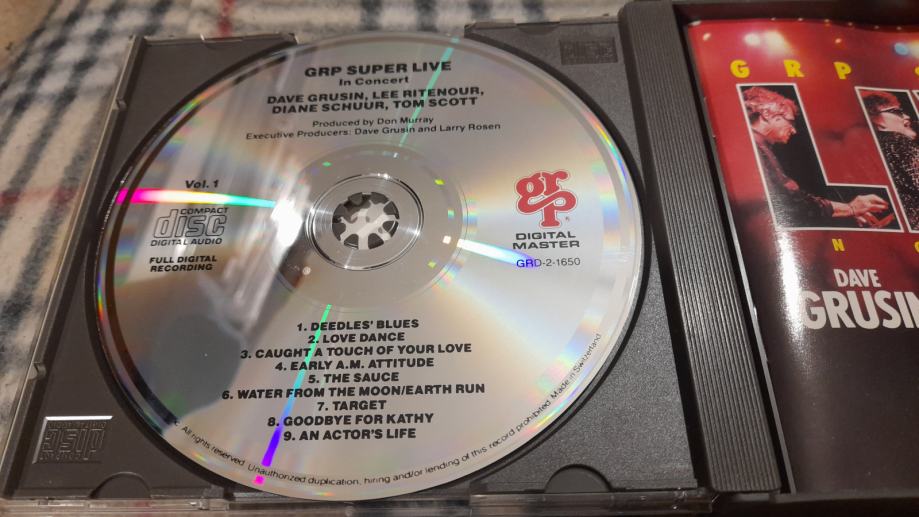 GRP SUPER LIVE
In Concert
DAVE GRUSIN, LEE RITENOUR,
DIANE SCHUUR, TOM SCOTT
Produced by Don Murray
Executive Producers: Dave Grusin and Larry Rosen
Vol. 1
COMPACT
disc
DIGITAL AUDIO
FULL DIGITAL
RECORDING
grp
DIGITAL
MASTER
GRD-2-1650
1. DEEDLES' BLUES
2. LOVE DANCE
3. CAUGHT A TOUCH OF YOUR LOVE
4. EARLY A.M. ATTITUDE
5. THE SAUCE
6. WATER FROM THE MOON/EARTH RUN
7. TARGET
8. GOODBYE FOR KATHY
9. AN ACTOR'S LIFE
All rights reserved. Unauthorized duplication, hiring and/or lending of this record prohibited. Made in Switzerland
GRP
L
N
DAVE
GRUSIN